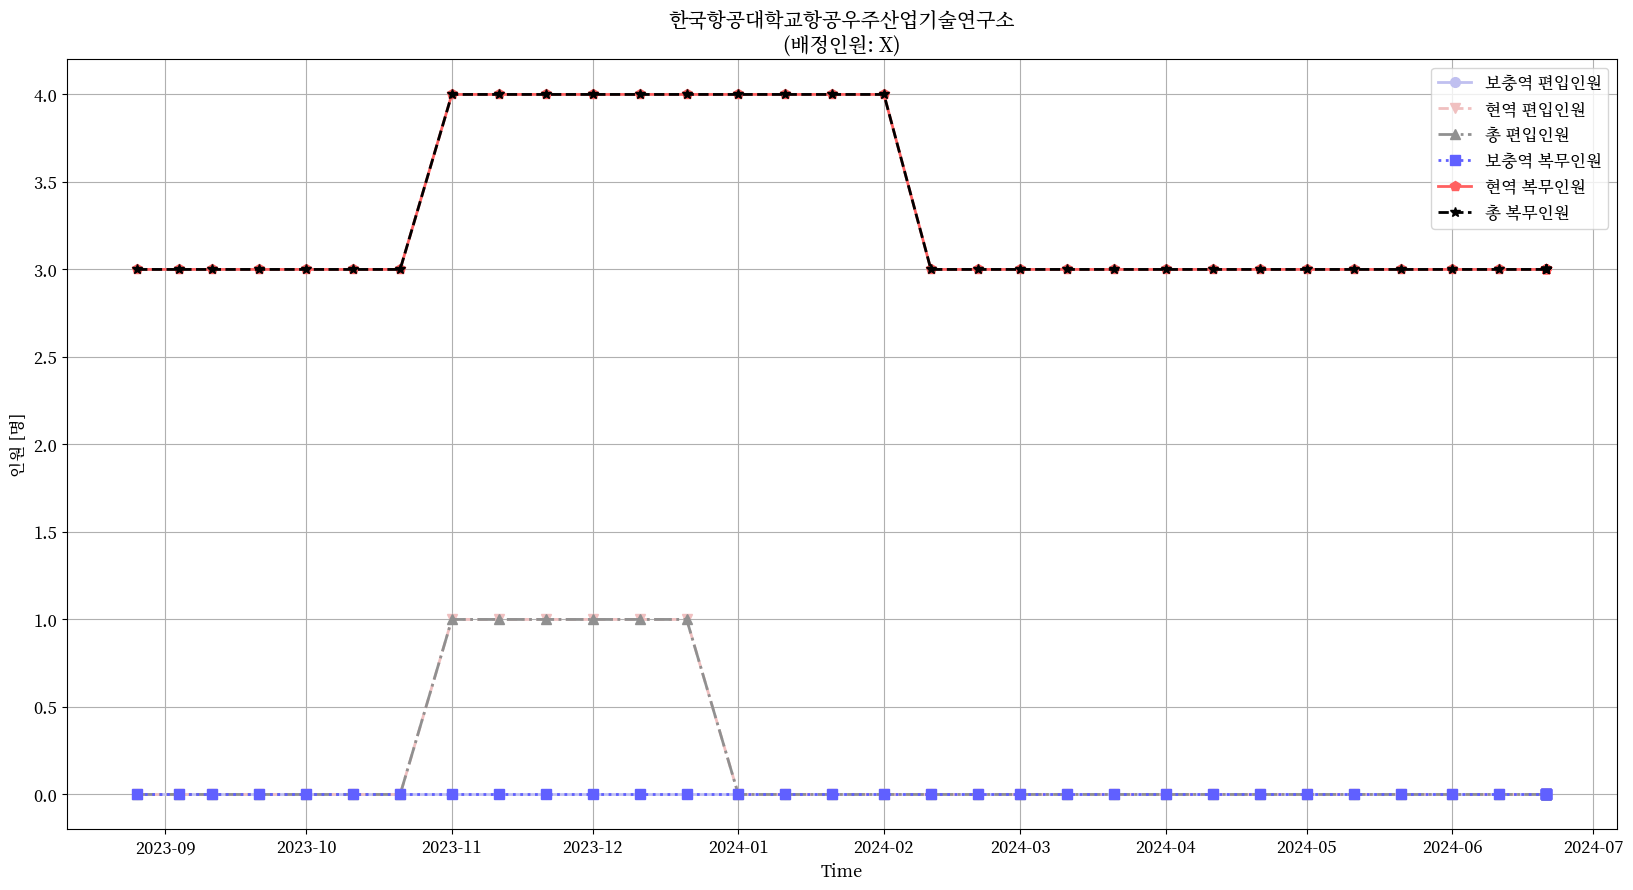 한국항공대학교항공우주산업기술연구소
(배정인원: X)
보충역 편입인원
현역 편입인원
총 편입인원
보충역 복무인원
현역 복무인원
총 복무인원
인원 [명]
4.0
3.5
3.0
2.5
2.0
1.5
1.0
0.5
0.0
2023-09 2023-10 2023-11 2023-12 2024-01 2024-02 2024-03 2024-04 2024-05 2024-06 2024-07
Time